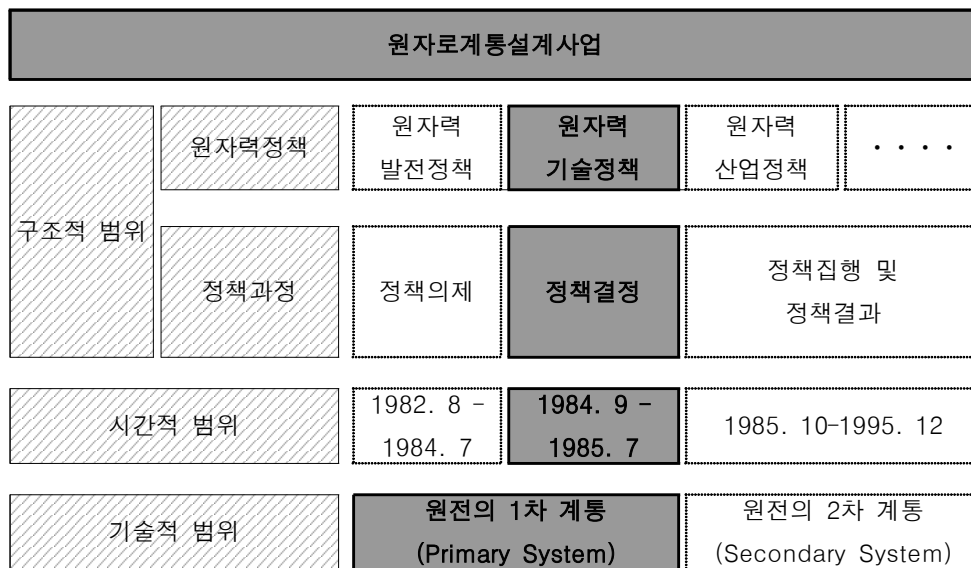 원자로계통설계사업
구조적 범위
원자력정책
원자력
발전정책
원자력
기술정책
원자력
산업정책
· · · ·
정책과정
정책의제
정책결정
정책집행 및
정책결과
시간적 범위
1982. 8 -
1984. 7
1984. 9 -
1985. 7
1985. 10-1995. 12
기술적 범위
원전의 1차 계통
(Primary System)
원전의 2차 계통
(Secondary System)